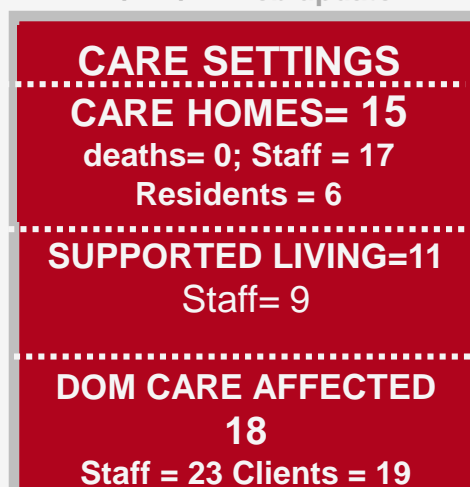 CARE SETTINGS
CARE HOMES= 15
deaths= 0; Staff = 17
Residents = 6
SUPPORTED LIVING=11
Staff= 9
DOM CARE AFFECTED
18
Staff = 23 Clients = 19